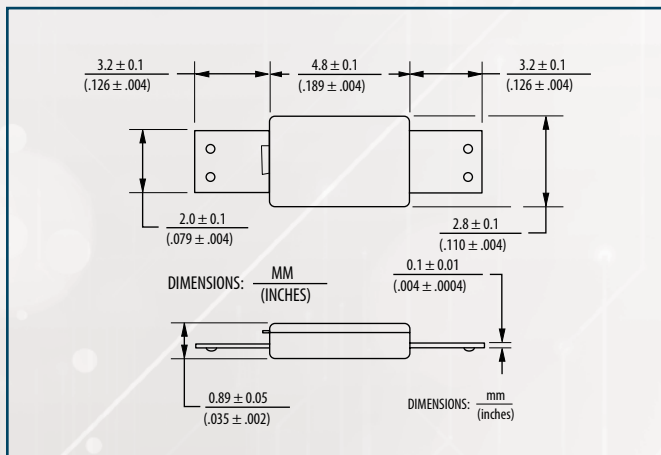 3.2 ± 0.1 4.8 ± 0.1 3.2 ± 0.1
(.126 ± .004) (.189 ± .004) (.126 ± .004)
2.0 ± 0.1
(.079 ± .004)
2.8 ± 0.1
(.110 ± .004)
DIMENSIONS: MM
(INCHES)
0.1 ± 0.01
(.004 ± .0004)
0.89 ± 0.05
(.035 ± .002)
DIMENSIONS: mm
(inches)